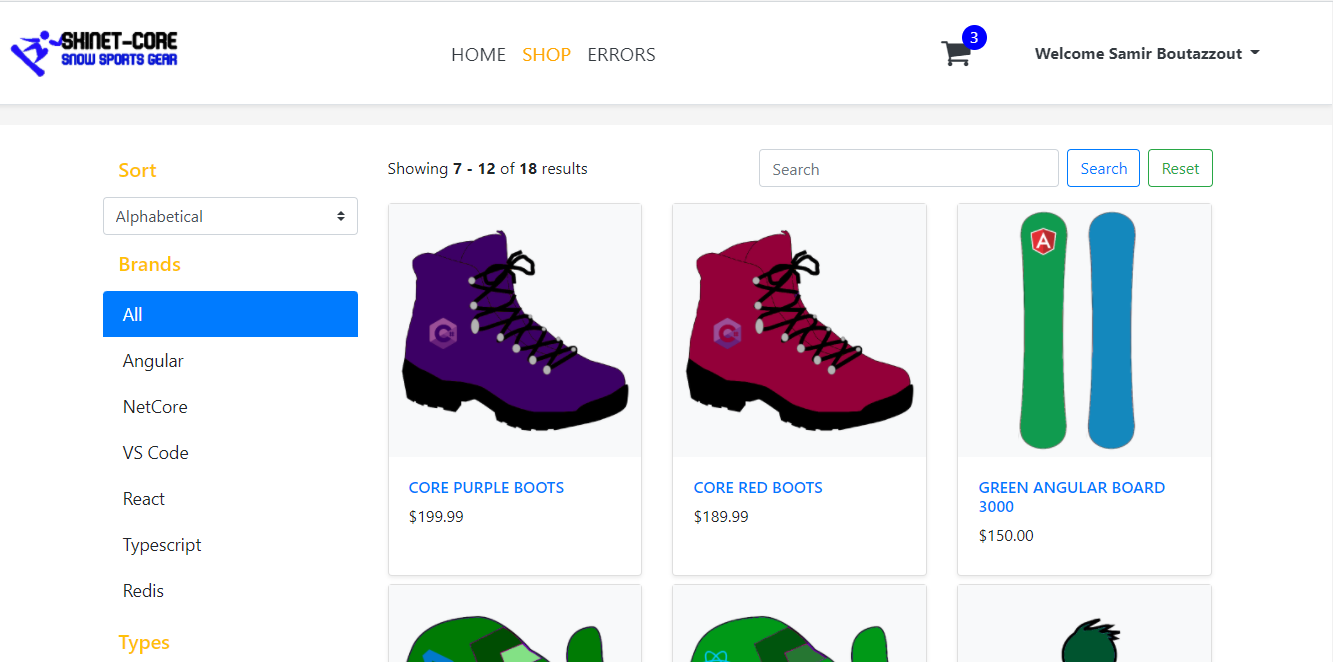 SHINET-CORE
SNOW SPORTS GEAR
HOME SHOP ERRORS
3
Welcome Samir Boutazzout
Sort
Alphabetical
Brands
All
Angular
NetCore
VS Code
React
Typescript
Redis
Types
Showing 7 - 12 of 18 results
Search
Search
Reset
C#
CORE PURPLE BOOTS
$199.99
C#
CORE RED BOOTS
$189.99
A
GREEN ANGULAR BOARD
3000
$150.00